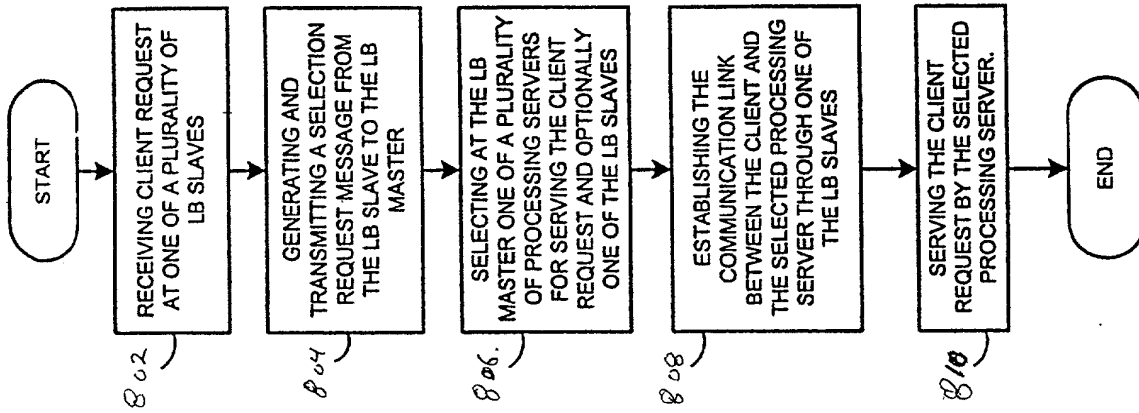 START
802
RECEIVING CLIENT REQUEST
AT ONE OF A PLURALITY OF
LB SLAVES
804
GENERATING AND
TRANSMITTING A SELECTION
REQUEST MESSAGE FROM
THE LB SLAVE TO THE LB
MASTER
806.
SELECTING AT THE LB
MASTER ONE OF A PLURALITY
OF PROCESSING SERVERS
FOR SERVING THE CLIENT
REQUEST AND OPTIONALLY
ONE OF THE LB SLAVES
808
ESTABLISHING THE
COMMUNICATION LINK
BETWEEN THE CLIENT AND
THE SELECTED PROCESSING
SERVER THROUGH ONE OF
THE LB SLAVES
810
SERVING THE CLIENT
REQUEST BY THE SELECTED
PROCESSING SERVER.
END